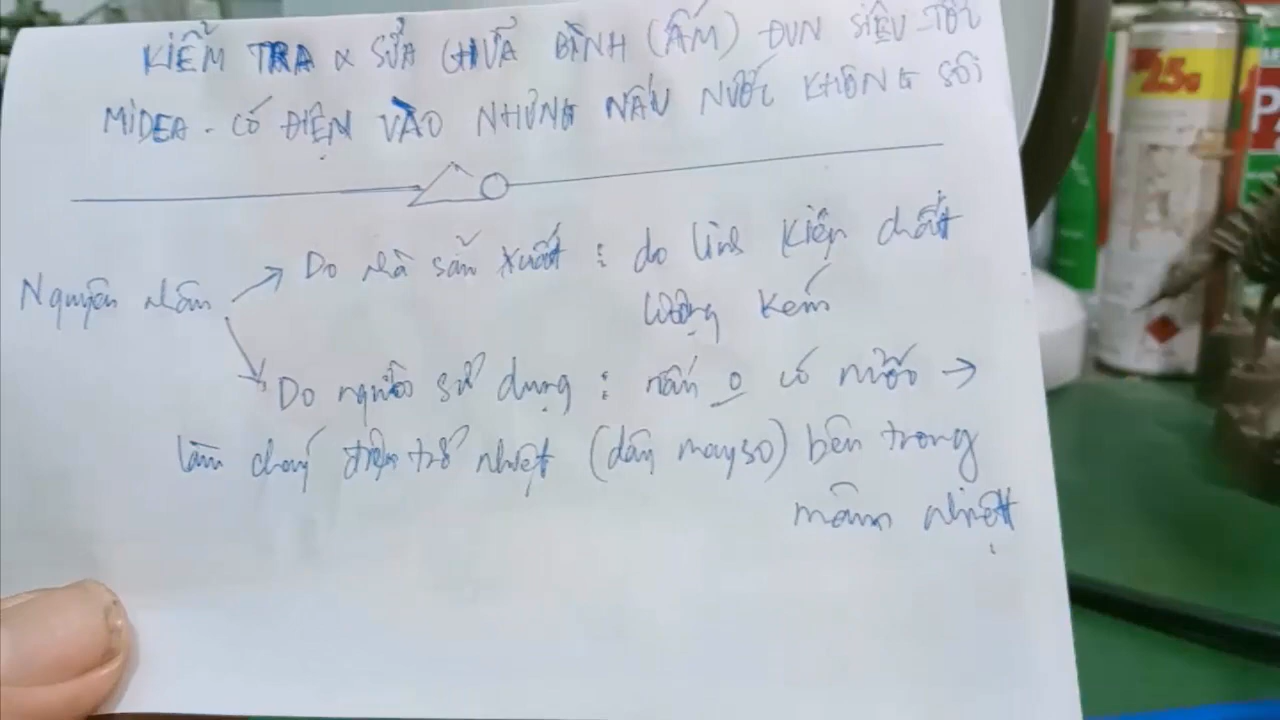 KIỂM TRA & SỬA CHỮA BÌNH (ẤM) ĐUN SIÊU TỐC
MIDEA - CÓ ĐIỆN VÀO NHƯNG NẤU NƯỚC KHÔNG SÔI
Nguyên nhân → Do nhà sản xuất : do linh kiện chất
lượng kém
Do người sử dụng : nấu o có nước →
làm cháy điện trở nhiệt (dây mayso) bên trong
mâm nhiệt
25
P